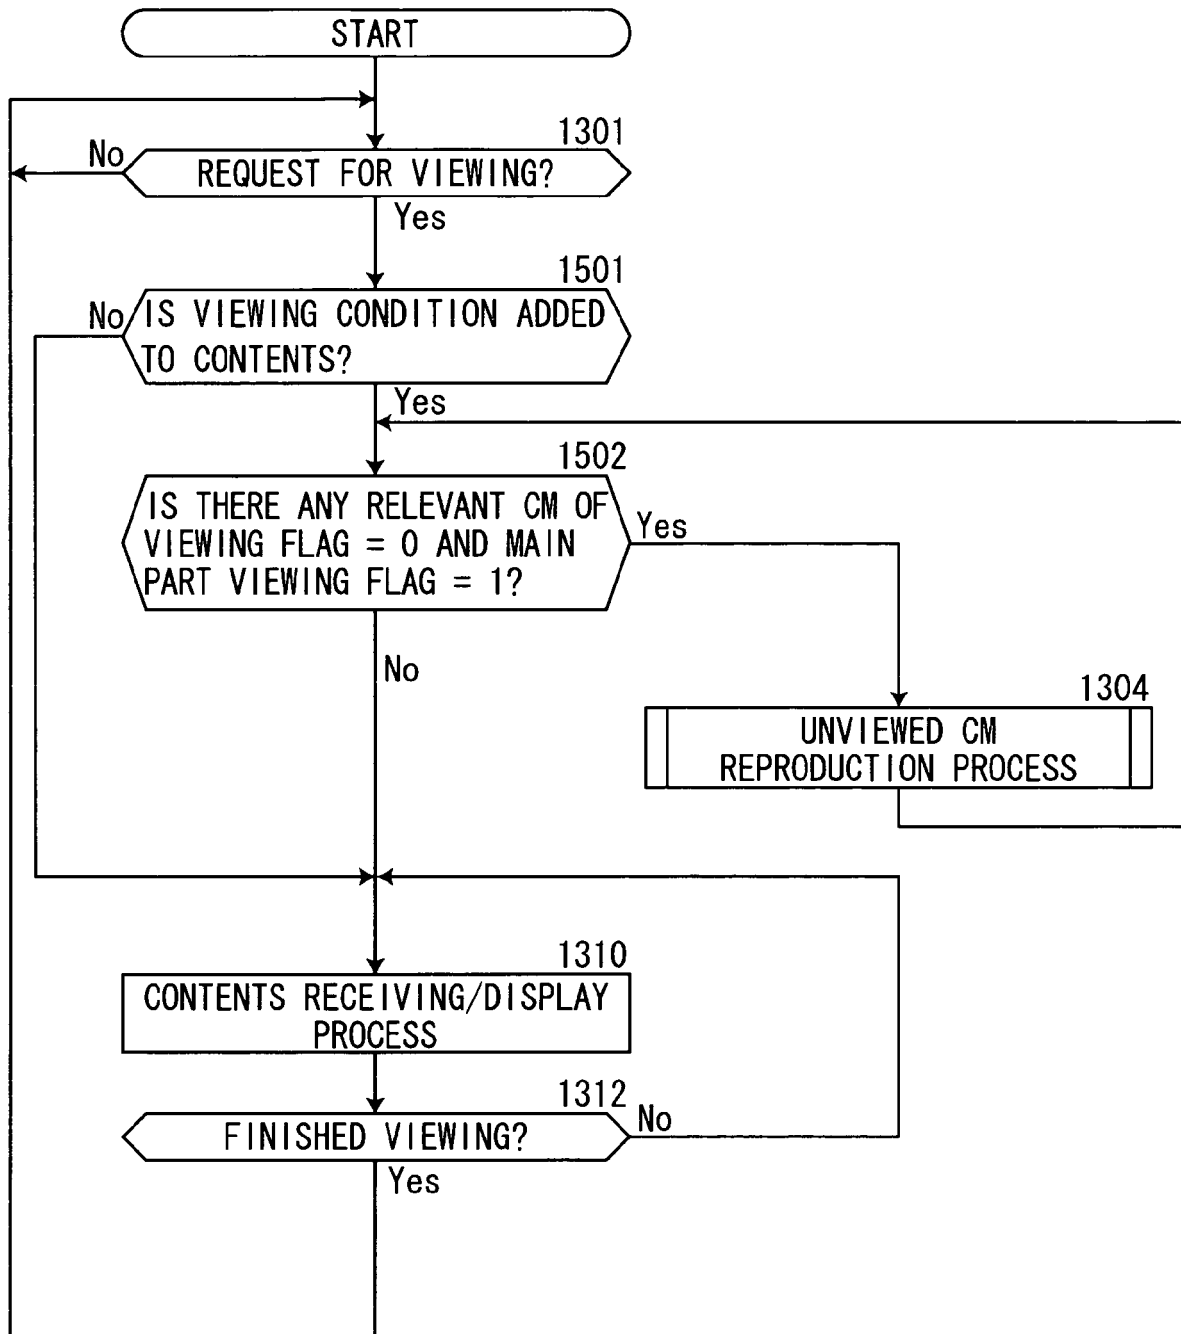 START
1301
No
REQUEST FOR VIEWING?
Yes
1501
No
IS VIEWING CONDITION ADDED
TO CONTENTS?
Yes
1502
IS THERE ANY RELEVANT CM OF
VIEWING FLAG = 0 AND MAIN
PART VIEWING FLAG = 1?
Yes
No
1304
UNVIEWED CM
REPRODUCTION PROCESS
1310
CONTENTS RECEIVING/DISPLAY
PROCESS
1312
FINISHED VIEWING?
No
Yes